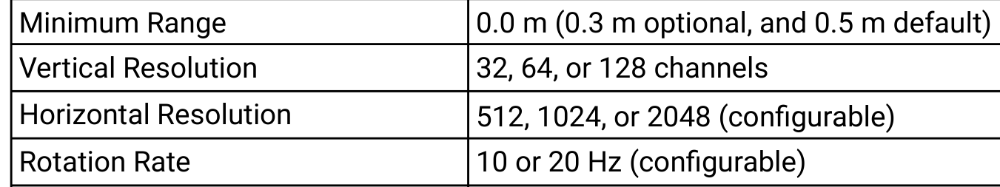 Minimum Range 0.0 m (0.3 m optional, and 0.5 m default)
Vertical Resolution 32, 64, or 128 channels
Horizontal Resolution 512, 1024, or 2048 (configurable)
Rotation Rate 10 or 20 Hz (configurable)